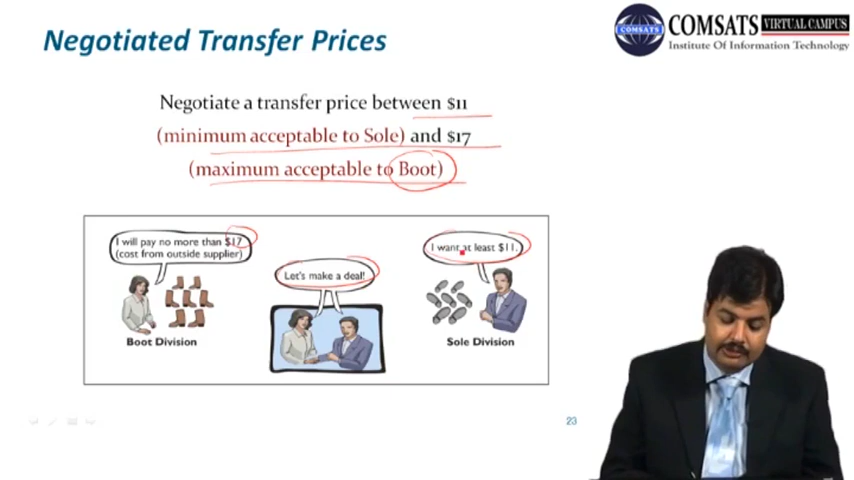 Negotiated Transfer Prices
COMSATS
COMSATS VIRTUAL CAMPUS
Institute Of Information Technology
Negotiate a transfer price between $11
(minimum acceptable to Sole) and $17
(maximum acceptable to Boot)
I will pay no more than $17
(cost from outside supplier)
Let's make a deal!
I want at least $11.
Boot Division
Sole Division
23